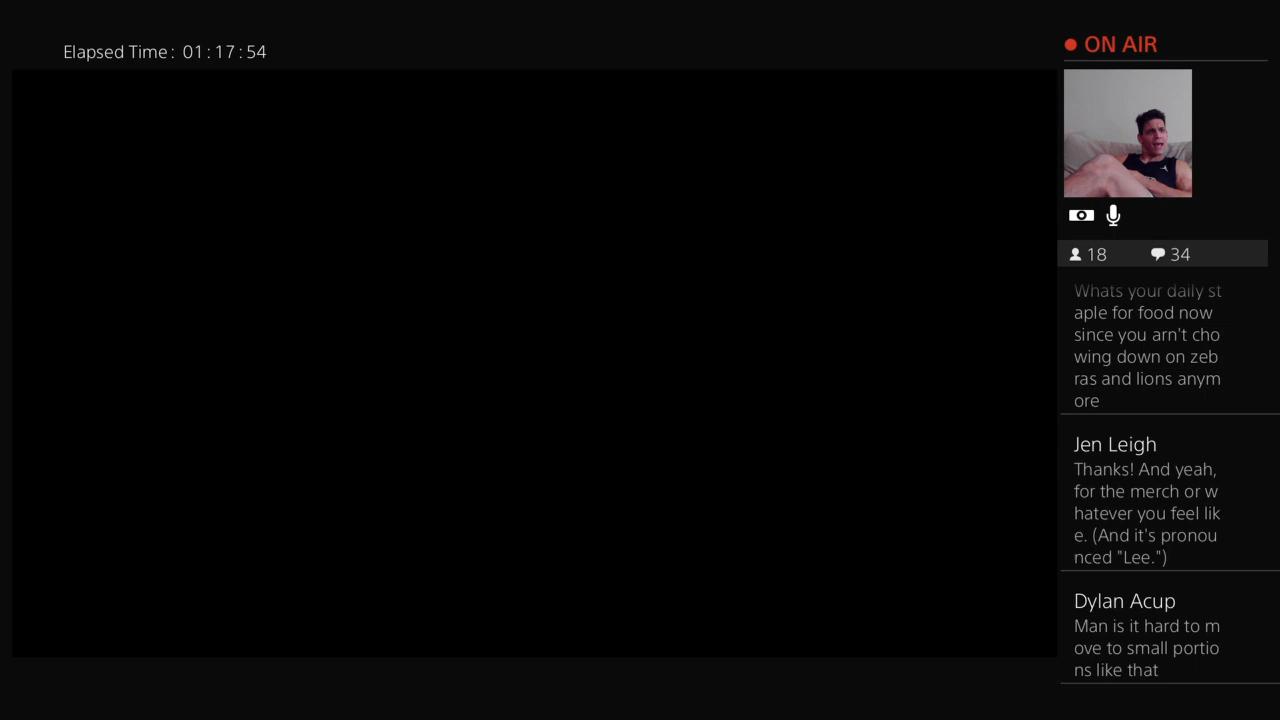 Elapsed Time: 01:17:54
ON AIR
18 34
Whats your daily st
aple for food now
since you arn't cho
wing down on zeb
ras and lions anym
ore
Jen Leigh
Thanks! And yeah,
for the merch or w
hatever you feel lik
e. (And it's pronou
nced "Lee.")
Dylan Acup
Man is it hard to m
ove to small portio
ns like that